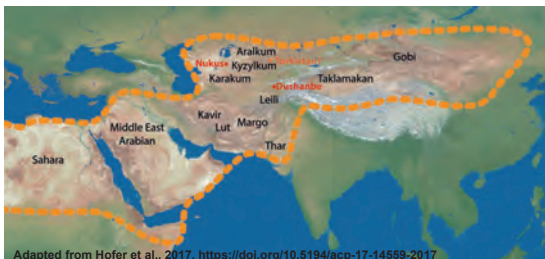 Aralkum
Gobi
Nukus
Kyzylkum
Karakum
Taklamakan
Dushanbe
Leili
Kavir
Middle East
Lut
Margo
Arabian
Sahara
Thar
Adapted from Hofer et al., 2017, https://doi.org/10.5194/acp-17-14559-2017